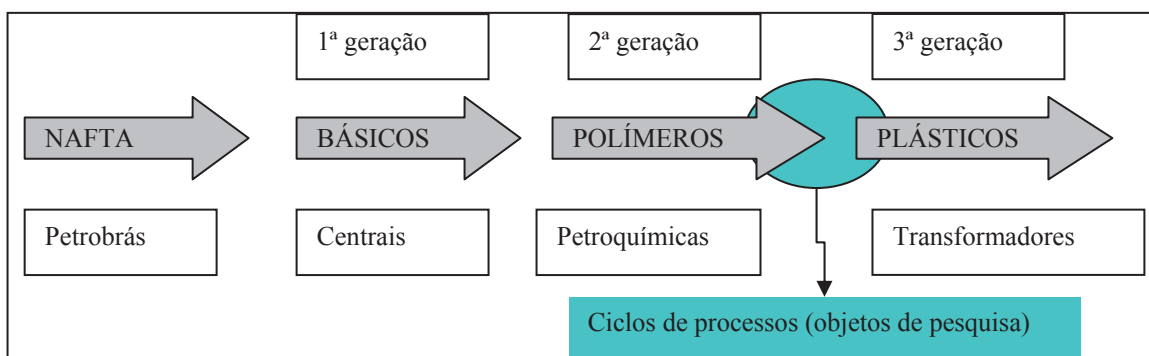 1ª geração
2ª geração
3ª geração
NAFTA
BÁSICOS
POLÍMEROS
PLÁSTICOS
Petrobrás
Centrais
Petroquímicas
Transformadores
Ciclos de processos (objetos de pesquisa)